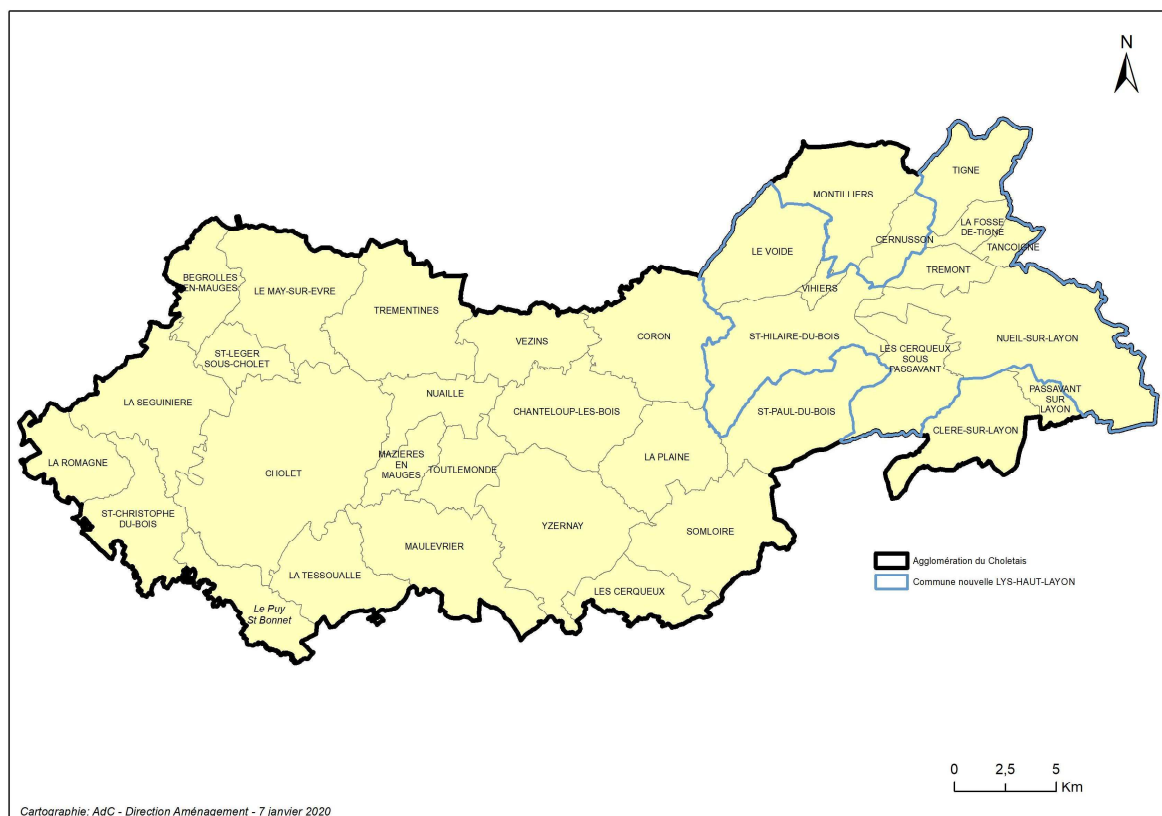 N
TIGNE
MONTILLIERS
LA FOSSE
DE-TIGNE
CERNUSSON
TANCOIGNE
LE VOIDE
TREMONT
BEGROLLES
EN-MAUGES
LE MAY-SUR-EVRE
VIHIERS
TREMENTINES
CORON
ST-HILAIRE-DU-BOIS
NUEIL-SUR-LAYON
VEZINS
LES CERQUEUX
SOUS
PASSAVANT
ST-LEGER
SOUS-CHOLET
NUAILLE
PASSAVANT
SUR
LAYON
LA SEGUINIERE
CHANTELOUP-LES-BOIS
ST-PAUL-DU-BOIS
CLERE-SUR-LAYON
LA ROMAGNE
CHOLET
MAZIERES
EN
MAUGES
TOUTLEMONDE
LA PLAINE
ST-CHRISTOPHE
DU-BOIS
YZERNAY
SOMLOIRE
MAULEVRIER
LA TESSOUALLE
LES CERQUEUX
Le Puy
St Bonnet
Agglomération du Choletais
Commune nouvelle LYS-HAUT-LAYON
0 2,5 5
Km
Cartographie: AdC - Direction Aménagement - 7 janvier 2020